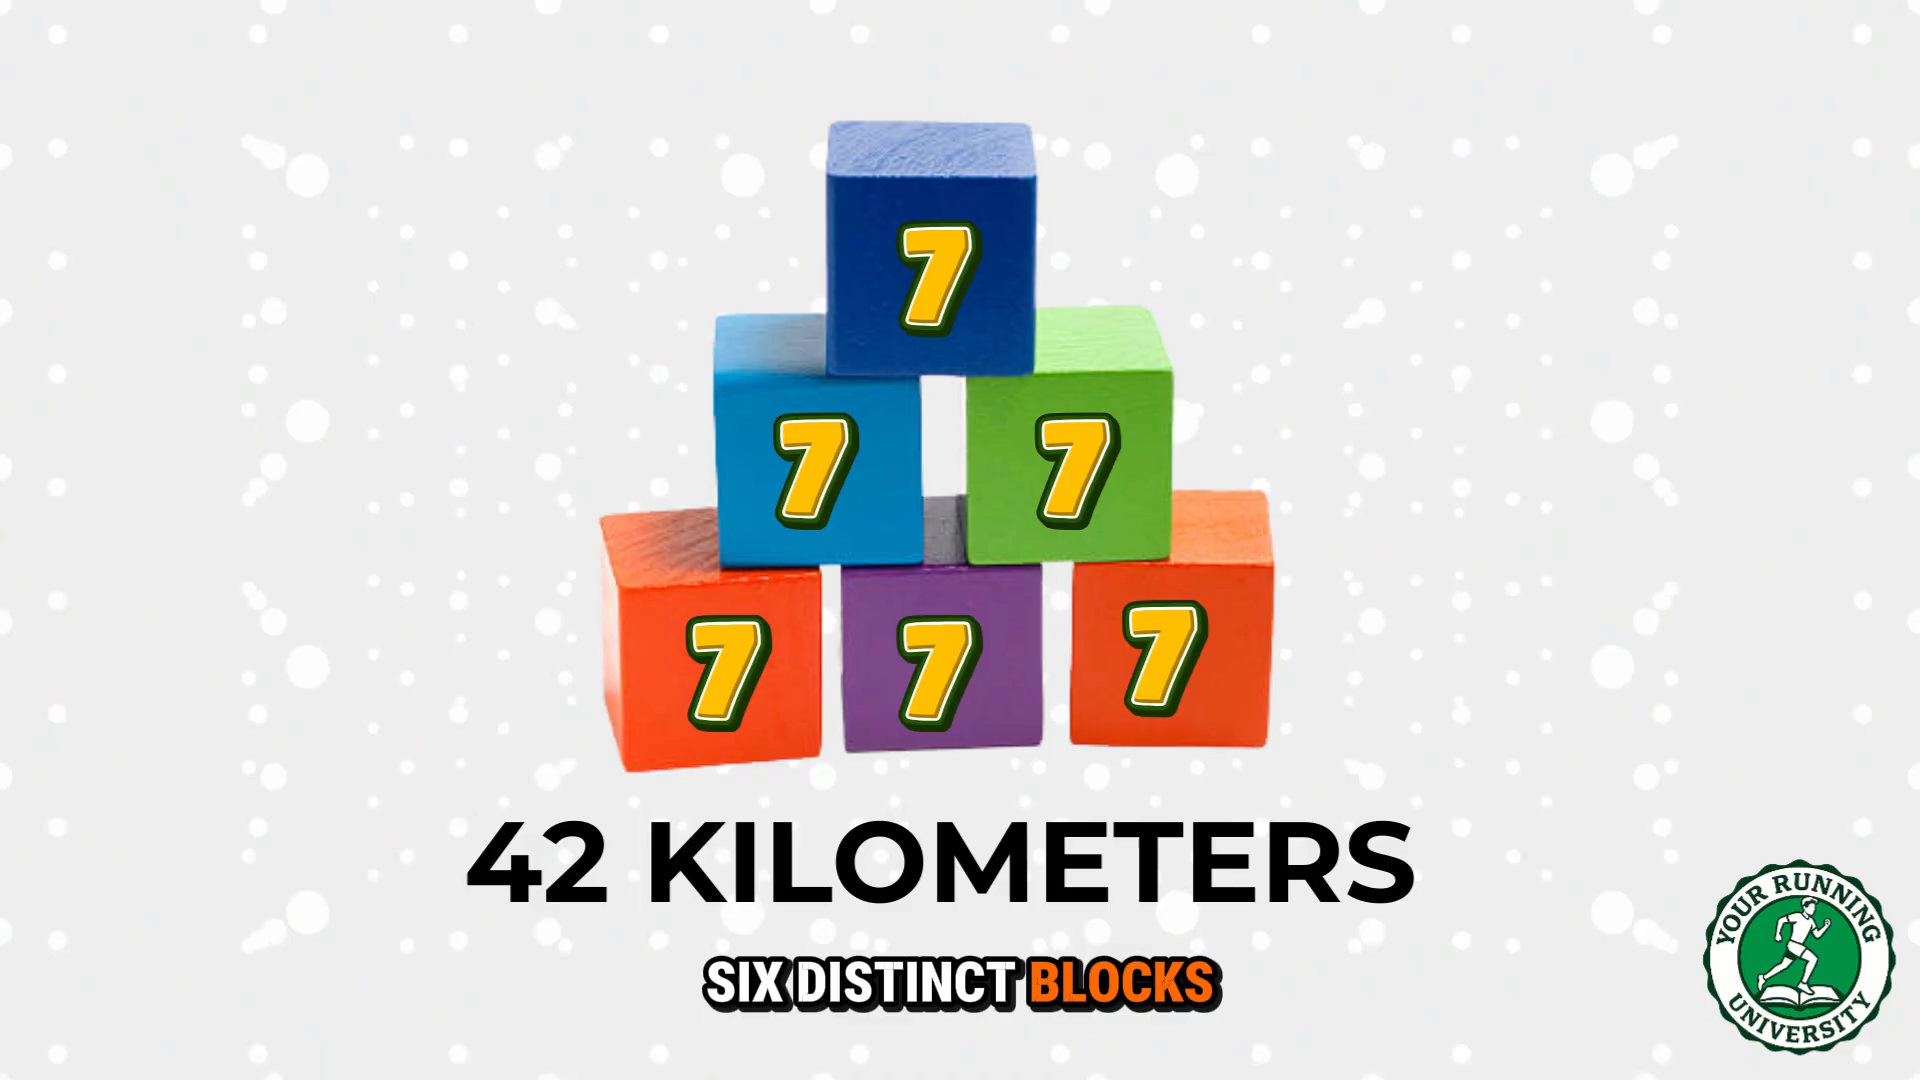 7
7 7
7 7 7
42 KILOMETERS
SIX DISTINCT BLOCKS
YOUR RUNNING
UNIVERSITY